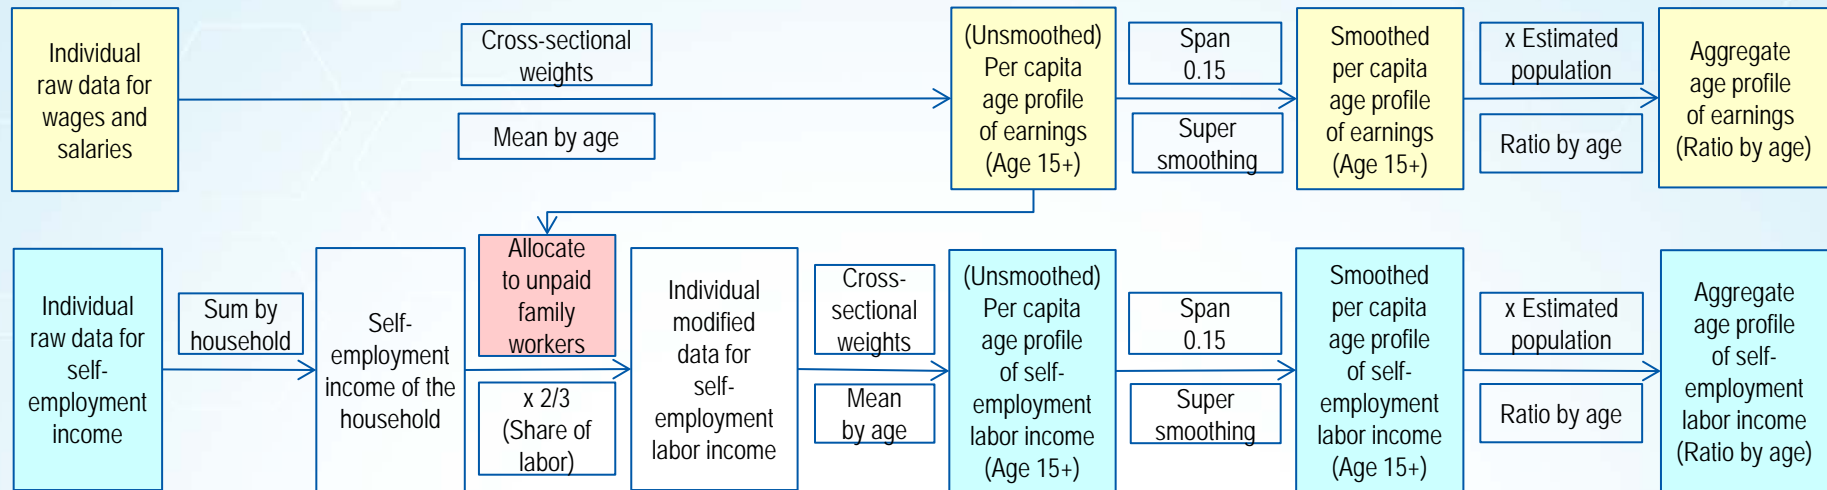 Individual
raw data for
wages and
salaries
Cross-sectional
weights
Mean by age
(Unsmoothed)
Per capita
age profile
of earnings
(Age 15+)
Span
0.15
Super
smoothing
Smoothed
per capita
age profile
of earnings
(Age 15+)
x Estimated
population
Ratio by age
Aggregate
age profile
of earnings
(Ratio by age)
Individual
raw data for
self-
employment
income
Sum by
household
Self-
employment
income of the
household
Allocate
to unpaid
family
workers
x 2/3
(Share of
labor)
Individual
modified
data for
self-
employment
labor income
Cross-
sectional
weights
Mean
by age
(Unsmoothed)
Per capita
age profile
of self-
employment
labor income
(Age 15+)
Span
0.15
Super
smoothing
Smoothed
per capita
age profile
of self-
employment
labor income
(Age 15+)
x Estimated
population
Ratio by age
Aggregate
age profile
of self-
employment
labor income
(Ratio by age)